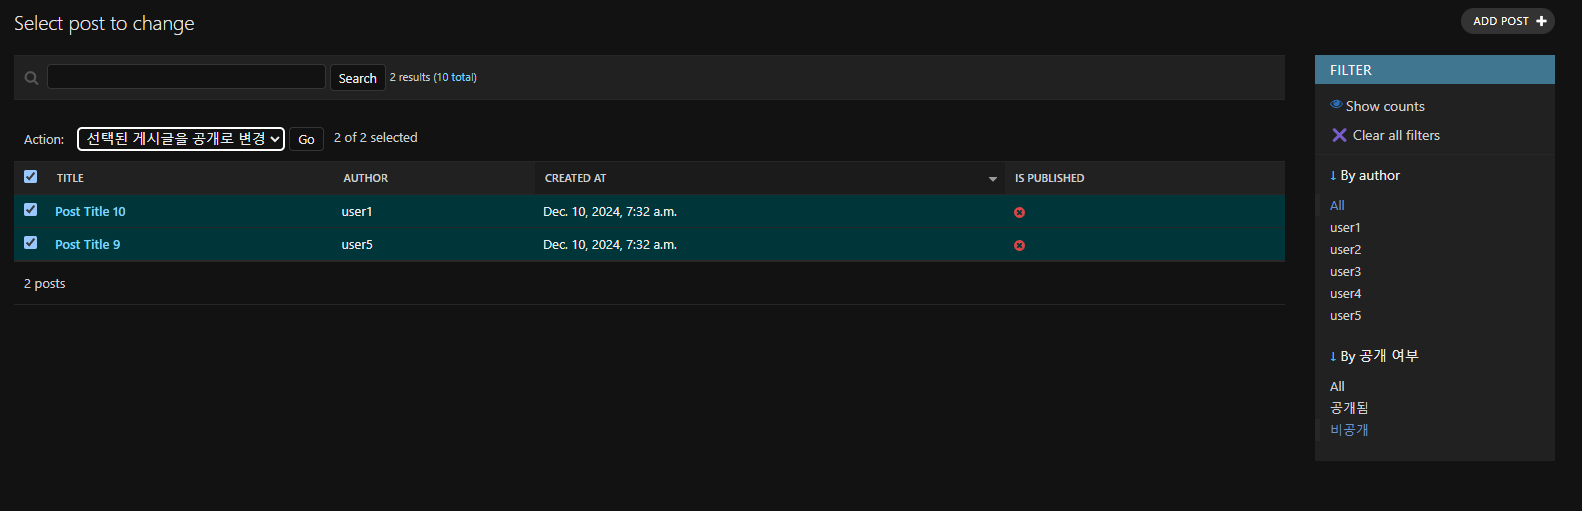 Select post to change
ADD POST
Search 2 results (10 total)
Action: 선택된 게시글을 공개로 변경 Go 2 of 2 selected
TITLE AUTHOR CREATED AT IS PUBLISHED
Post Title 10 user1 Dec. 10, 2024, 7:32 a.m.
Post Title 9 user5 Dec. 10, 2024, 7:32 a.m.
2 posts
FILTER
Show counts
Clear all filters
↓ By author
All
user1
user2
user3
user4
user5
↓ By 공개 여부
All
공개됨
비공개